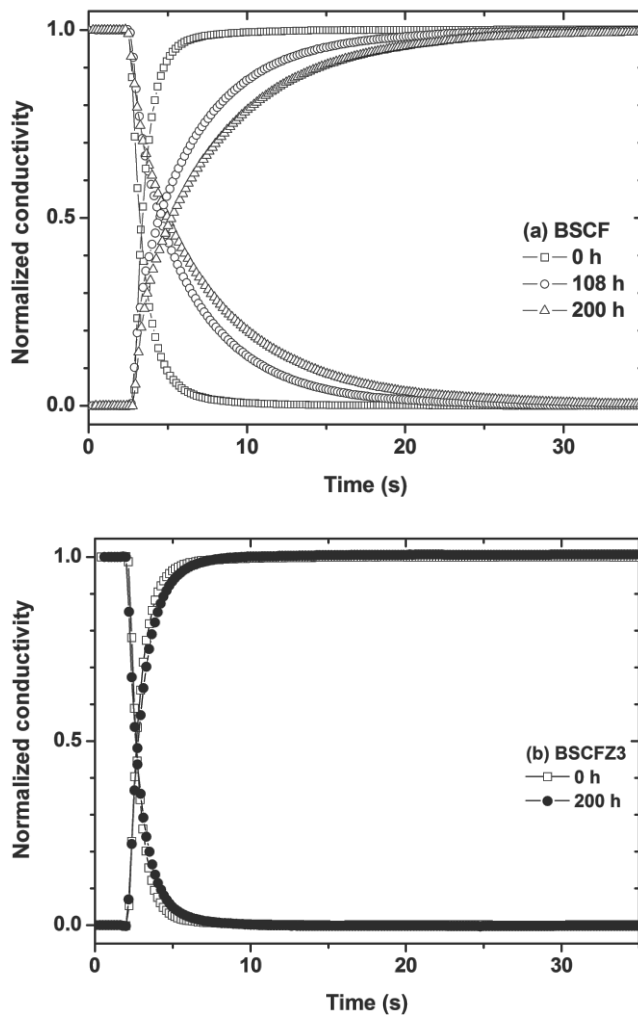 1.0
0.5
0.0
Normalized conductivity
(a) BSCF
0 h
108 h
200 h
0 10 20 30
Time (s)
1.0
0.5
0.0
Normalized conductivity
(b) BSCFZ3
0 h
200 h
0 10 20 30
Time (s)